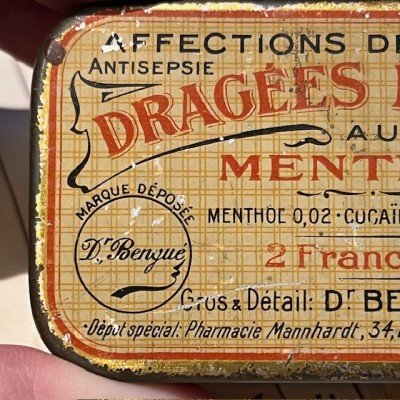 AFFECTIONS DE
ANTISEPSIE
DRAGÉES
AU
MENT
MARQUE DÉPOSÉE
Dr Bengué
MENTHOE 0,02 · COCAÏ
2 Franc
Gros & Détail: Dr BE
Dépôt spécial: Pharmacie Mannhardt, 34,